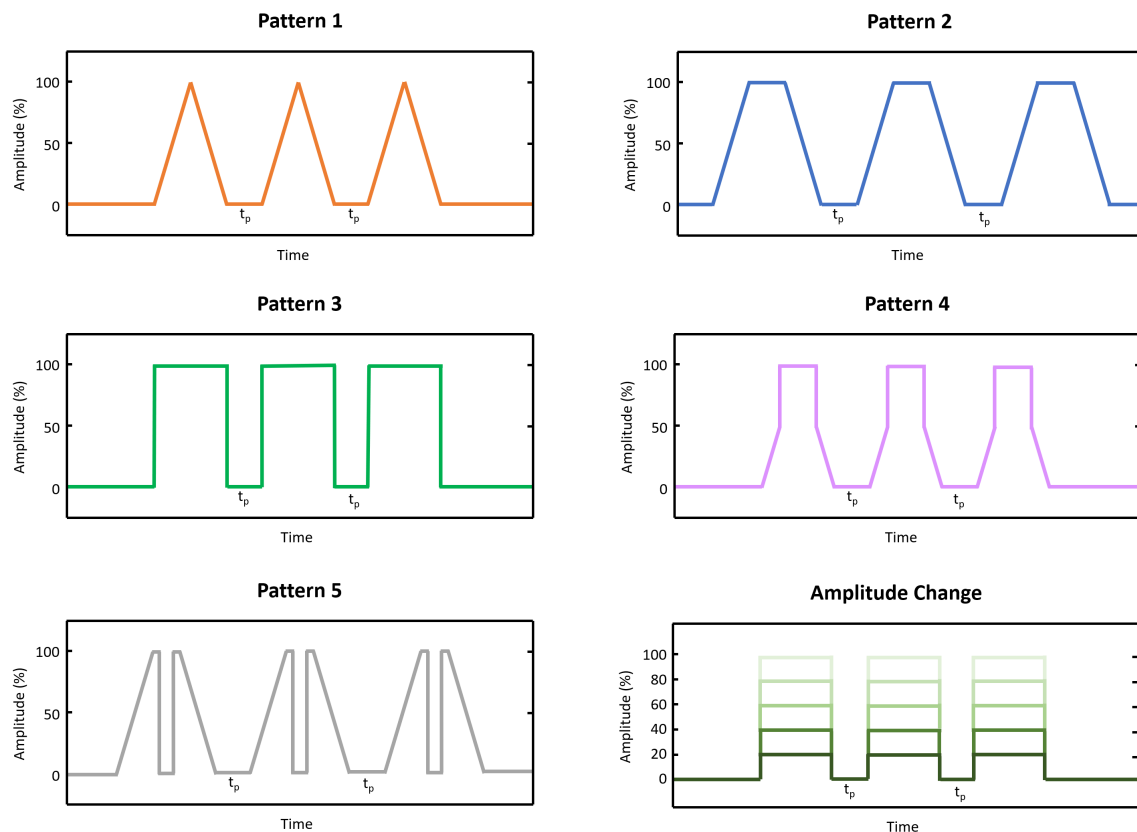 Pattern 1
Amplitude (%)
100
50
0
tp
tp
Time
Pattern 2
Amplitude (%)
100
50
0
tp
tp
Time
Pattern 3
Amplitude (%)
100
50
0
tp
tp
Time
Pattern 4
Amplitude (%)
100
50
0
tp
tp
Time
Pattern 5
Amplitude (%)
100
50
0
tp
tp
Time
Amplitude Change
Amplitude (%)
100
80
60
40
20
0
tp
tp
Time